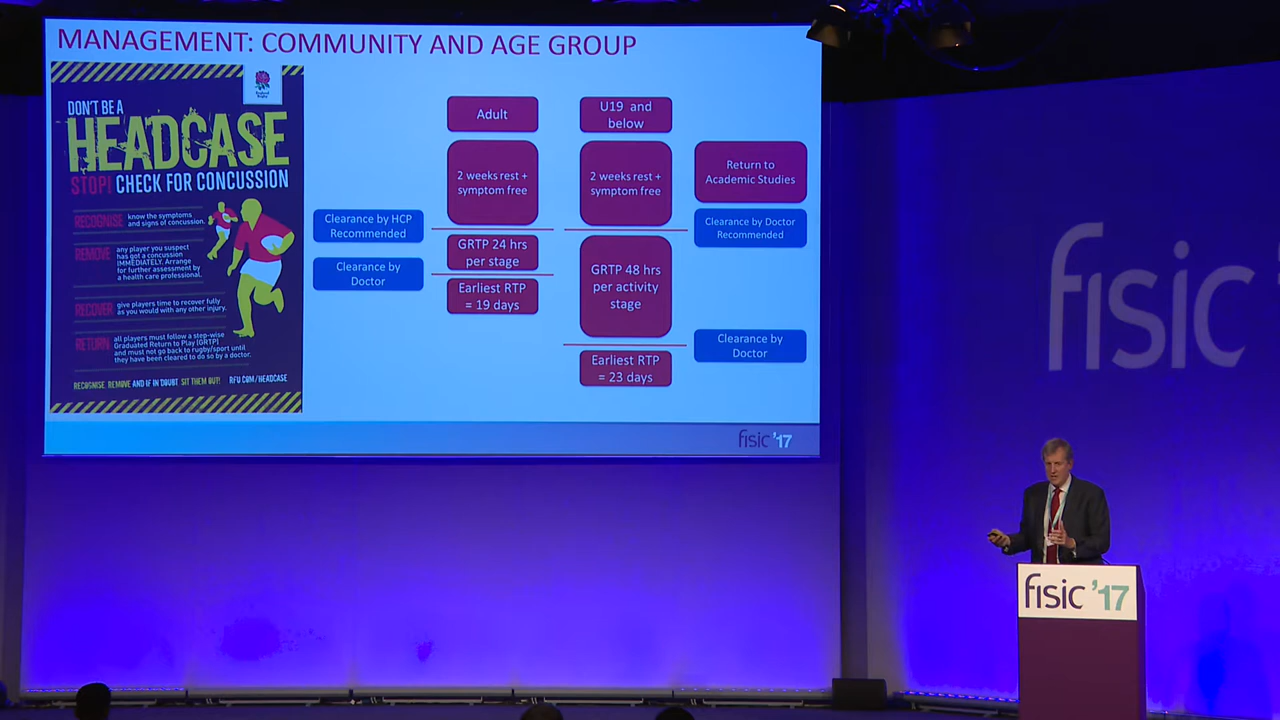 MANAGEMENT: COMMUNITY AND AGE GROUP
DON'T BE A
HEADCASE
STOP! CHECK FOR CONCUSSION
RECOGNISE know the symptoms
and signs of concussion.
REMOVE any player you suspect
has got a concussion
IMMEDIATELY. Arrange
for further assessment by
a health care professional.
RECOVER give players time to recover fully
as you would with any other injury.
RETURN all players must follow a step-wise
Graduated Return to Play (GRTP)
and must not go back to rugby/sport until
they have been cleared to do so by a doctor.
RECOGNISE REMOVE AND IF IN DOUBT SIT THEM OUT! RFU.COM/HEADCASE
Clearance by HCP
Recommended
Clearance by
Doctor
Adult
2 weeks rest +
symptom free
GRTP 24 hrs
per stage
Earliest RTP
= 19 days
U19 and
below
2 weeks rest +
symptom free
GRTP 48 hrs
per activity
stage
Earliest RTP
= 23 days
Return to
Academic Studies
Clearance by Doctor
Recommended
Clearance by
Doctor
fisic '17
fisic '
fisic '17